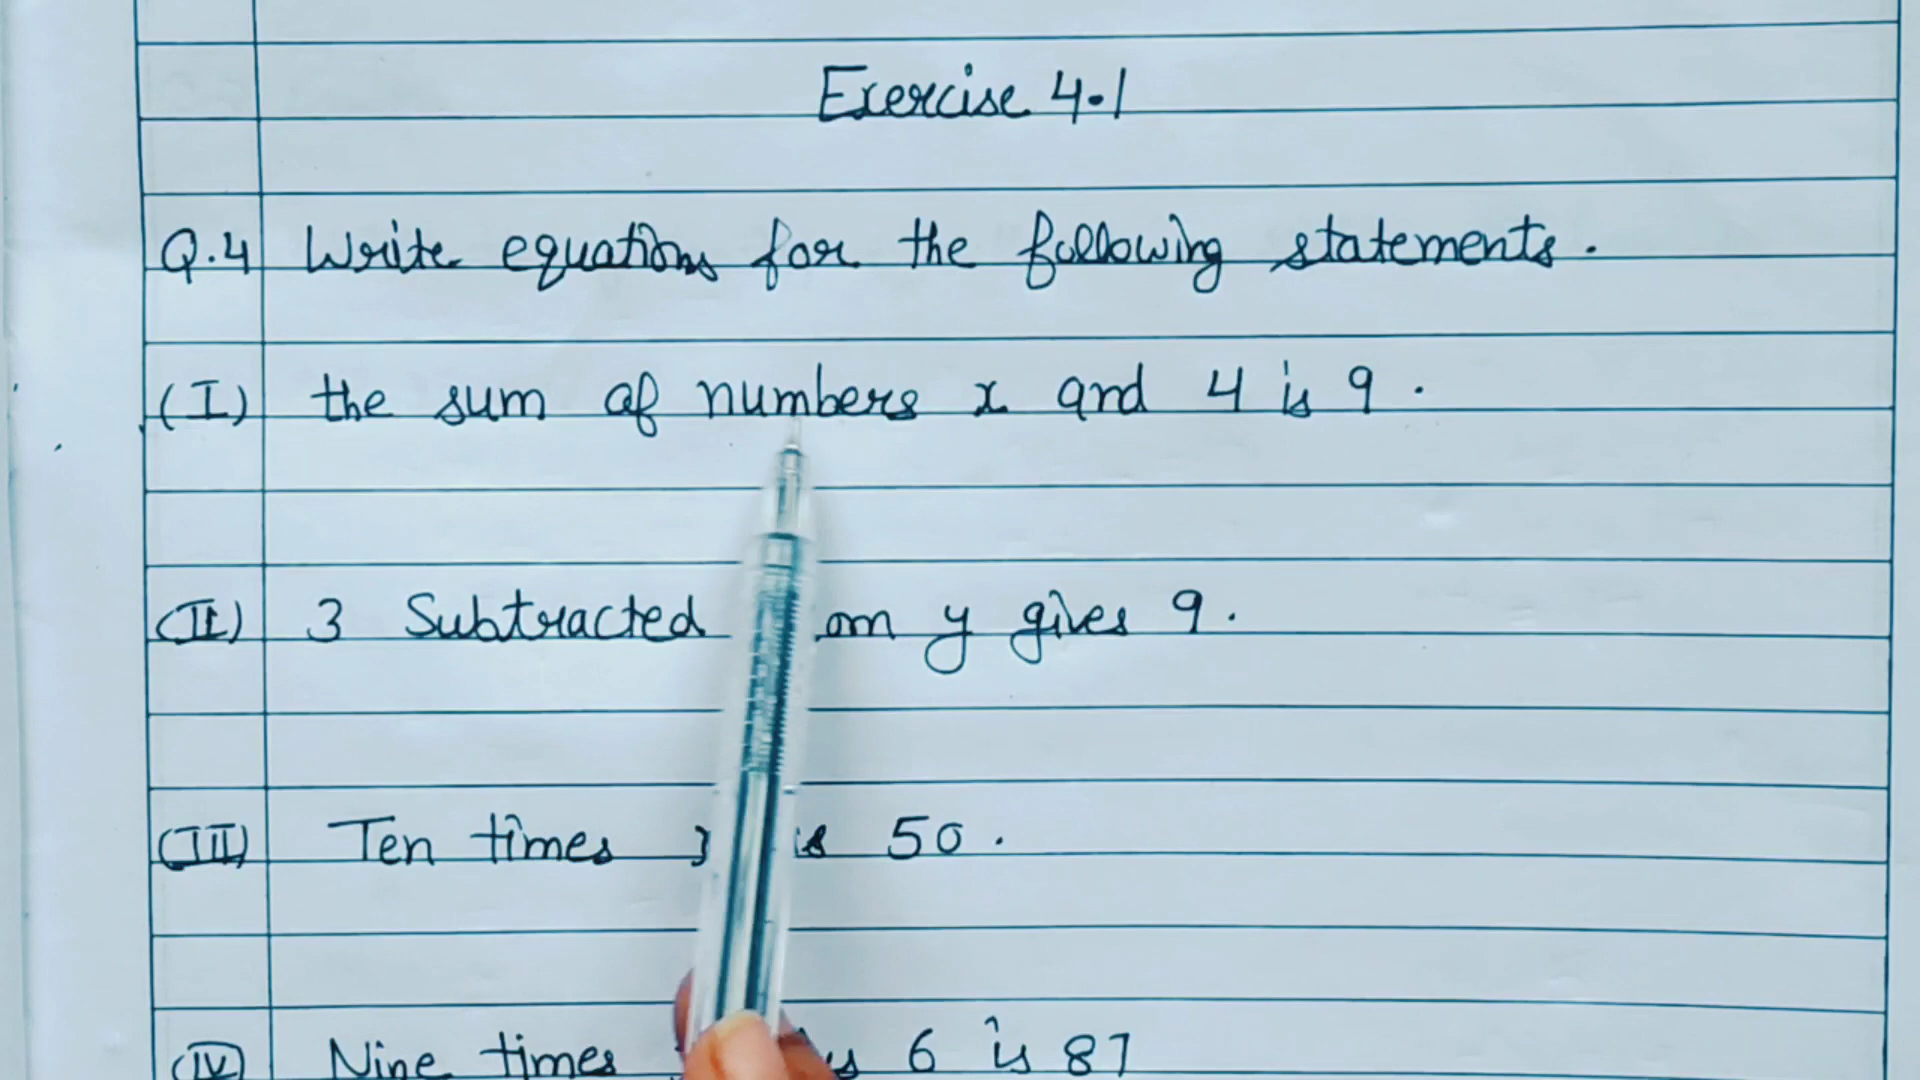 Exercise 4.1
Q.4 Write equations for the following statements.
(I) the sum of numbers x and 4 is 9.
(II) 3 Subtracted y gives 9.
(III) Ten times is 50.
(IV) Nine times 6 is 87